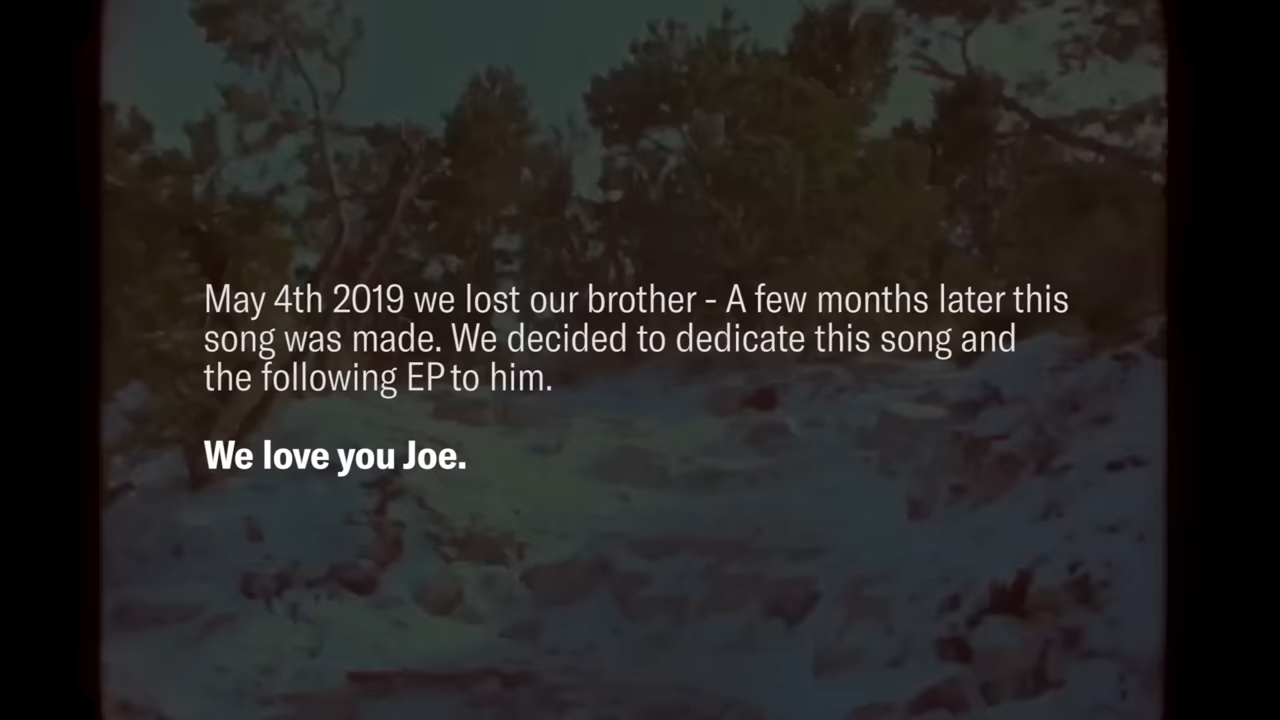 May 4th 2019 we lost our brother - A few months later this
song was made. We decided to dedicate this song and
the following EP to him.
We love you Joe.